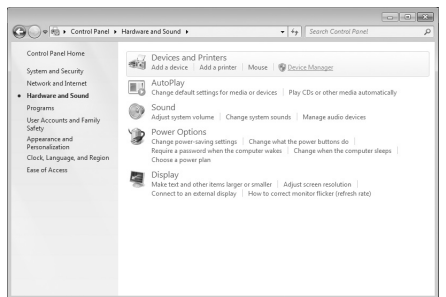 Control Panel ▸ Hardware and Sound ▸
Search Control Panel
Control Panel Home
System and Security
Network and Internet
Hardware and Sound
Programs
User Accounts and Family
Safety
Appearance and
Personalization
Clock, Language, and Region
Ease of Access
Devices and Printers
Add a device | Add a printer | Mouse | Device Manager
AutoPlay
Change default settings for media or devices | Play CDs or other media automatically
Sound
Adjust system volume | Change system sounds | Manage audio devices
Power Options
Change power-saving settings | Change what the power buttons do |
Require a password when the computer wakes | Change when the computer sleeps |
Choose a power plan
Display
Make text and other items larger or smaller | Adjust screen resolution |
Connect to an external display | How to correct monitor flicker (refresh rate)